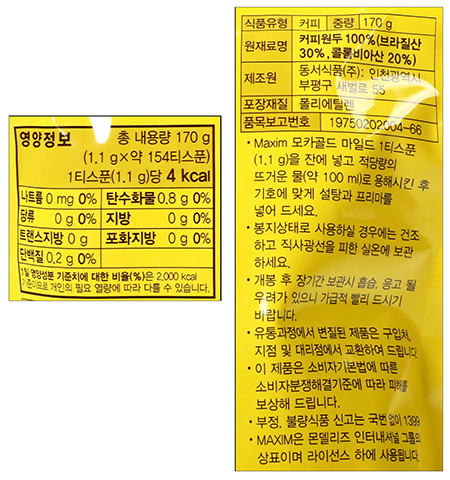 영양정보 총 내용량 170 g
(1.1 g×약 154티스푼)
1티스푼(1.1 g)당 4 kcal
나트륨 0 mg 0% 탄수화물 0.8 g 0%
당류 0 g 0% 지방 0 g 0%
트랜스지방 0 g 포화지방 0 g 0%
단백질 0.2 g 0%
1일 영양성분 기준치에 대한 비율(%)은 2,000 kcal
기준이므로 개인의 필요 열량에 따라 다를 수 있습니다.
식품유형 커피 중량 170 g
원재료명 커피원두 100%(브라질산
30%, 콜롬비아산 20%)
제조원 동서식품(주): 인천광역시
부평구 새벌로 55
포장재질 폴리에틸렌
품목보고번호 19750202004-66
• Maxim 모카골드 마일드 1티스푼
(1.1 g)을 잔에 넣고 적당량의
뜨거운 물(약 100 ml)로 용해시킨 후
기호에 맞게 설탕과 프리마를
넣어 드세요.
• 봉지상태로 사용하실 경우에는 건조
하고 직사광선을 피한 실온에 보관
하세요.
• 개봉 후 장기간 보관시 흡습, 응고 될
우려가 있으니 가급적 빨리 드시기
바랍니다.
• 유통과정에서 변질된 제품은 구입처,
지점 및 대리점에서 교환하여 드립니다.
• 이 제품은 소비자기본법에 따른
소비자분쟁해결기준에 따라 피해를
보상해 드립니다.
• 부정, 불량식품 신고는 국번 없이 1399
• MAXIM은 몬델리즈 인터내셔널 그룹의
상표이며 라이선스 하에 사용됩니다.